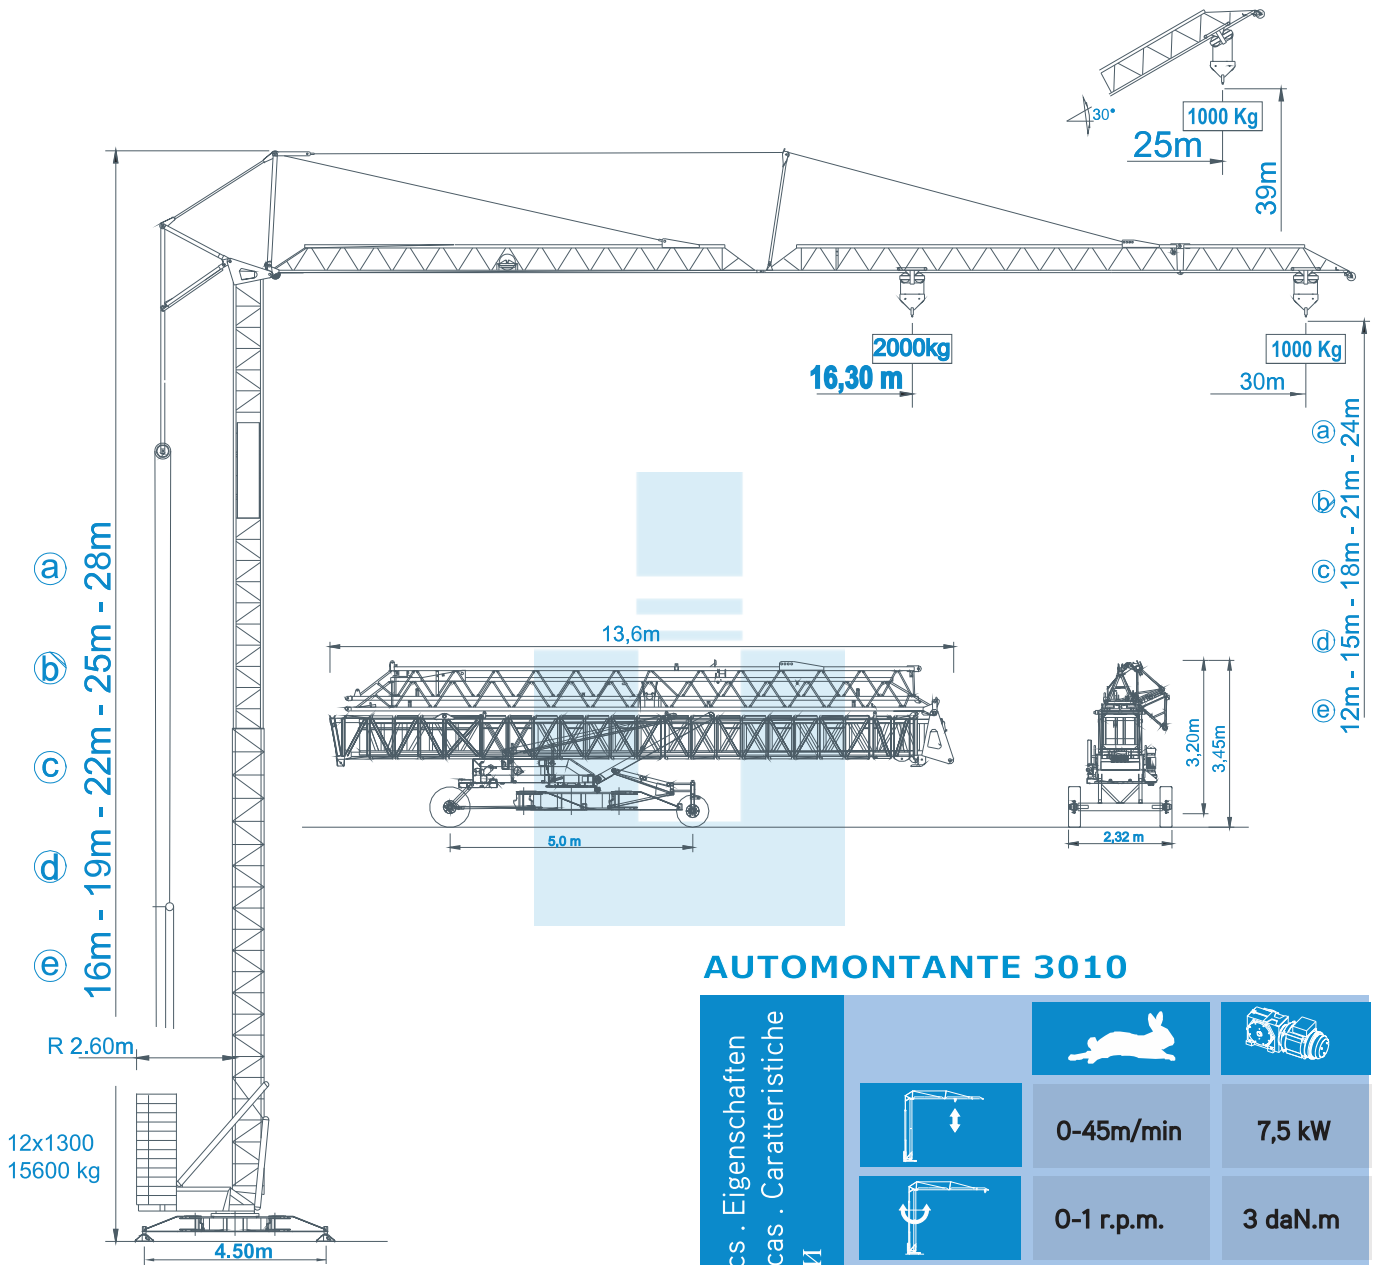 30°
1000 Kg
25m
39m
2000kg
16,30 m
1000 Kg
30m
a
b
c
d
e
12m - 15m - 18m - 21m - 24m
a
b
c
d
e
16m - 19m - 22m - 25m - 28m
13,6m
5,0 m
3,20m
3,45m
2,32 m
R 2.60m
12x1300
15600 kg
4.50m
AUTOMONTANTE 3010
. Eigenschaften
. Caratteristiche
0-45m/min
7,5 kW
0-1 r.p.m.
3 daN.m